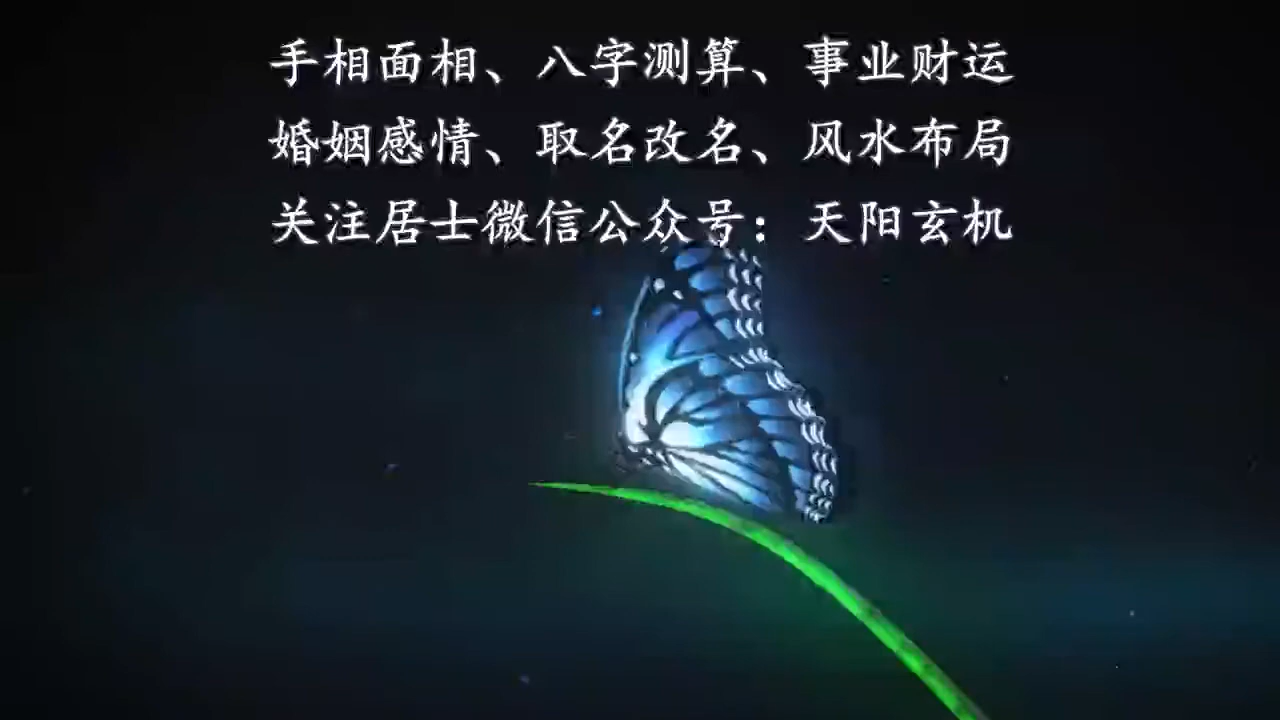 手相面相、八字测算、事业财运
婚姻感情、取名改名、风水布局
关注居士微信公众号：天阳玄机